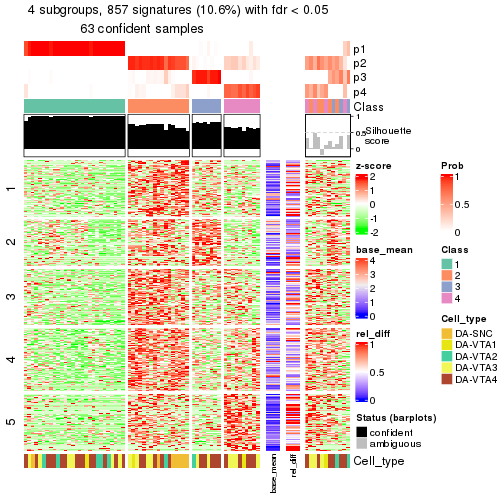 4 subgroups, 857 signatures (10.6%) with fdr < 0.05
63 confident samples
p1
p2
p3
p4
Class
1
0.5
0
Silhouette
score
1
2
3
4
5
Cell_type
base_mean
rel_diff
z-score
2
1
0
-1
-2
base_mean
4
3
2
1
0
rel_diff
1
0.5
0
Status (barplots)
confident
ambiguous
Prob
1
0.5
0
Class
1
2
3
4
Cell_type
DA-SNC
DA-VTA1
DA-VTA2
DA-VTA3
DA-VTA4